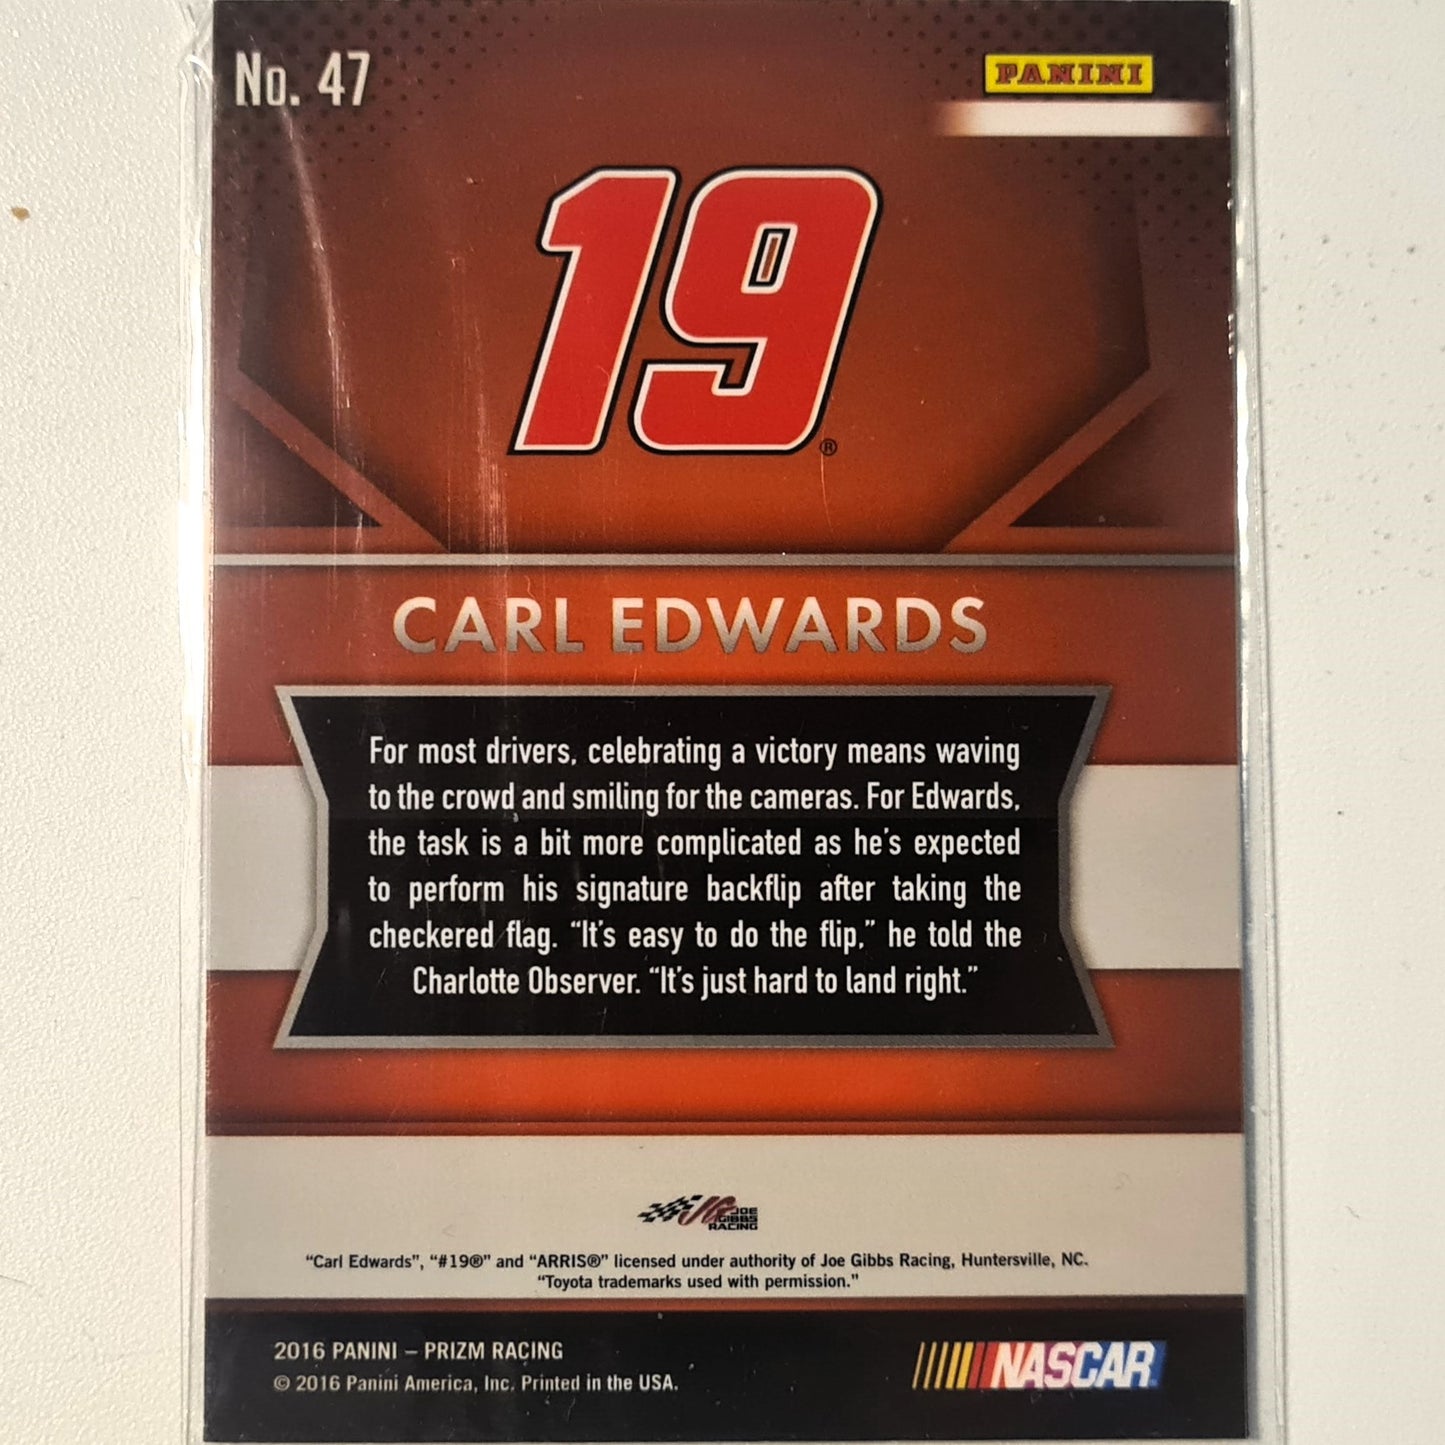 No. 47
PANINI
19®
CARL EDWARDS
For most drivers, celebrating a victory means waving
to the crowd and smiling for the cameras. For Edwards,
the task is a bit more complicated as he's expected
to perform his signature backflip after taking the
checkered flag. “It's easy to do the flip,” he told the
Charlotte Observer. “It's just hard to land right.”
JGR JOE
GIBBS
RACING
“Carl Edwards”, “#19®” and “ARRIS®” licensed under authority of Joe Gibbs Racing, Huntersville, NC.
“Toyota trademarks used with permission.”
2016 PANINI – PRIZM RACING
© 2016 Panini America, Inc. Printed in the USA.
NASCAR